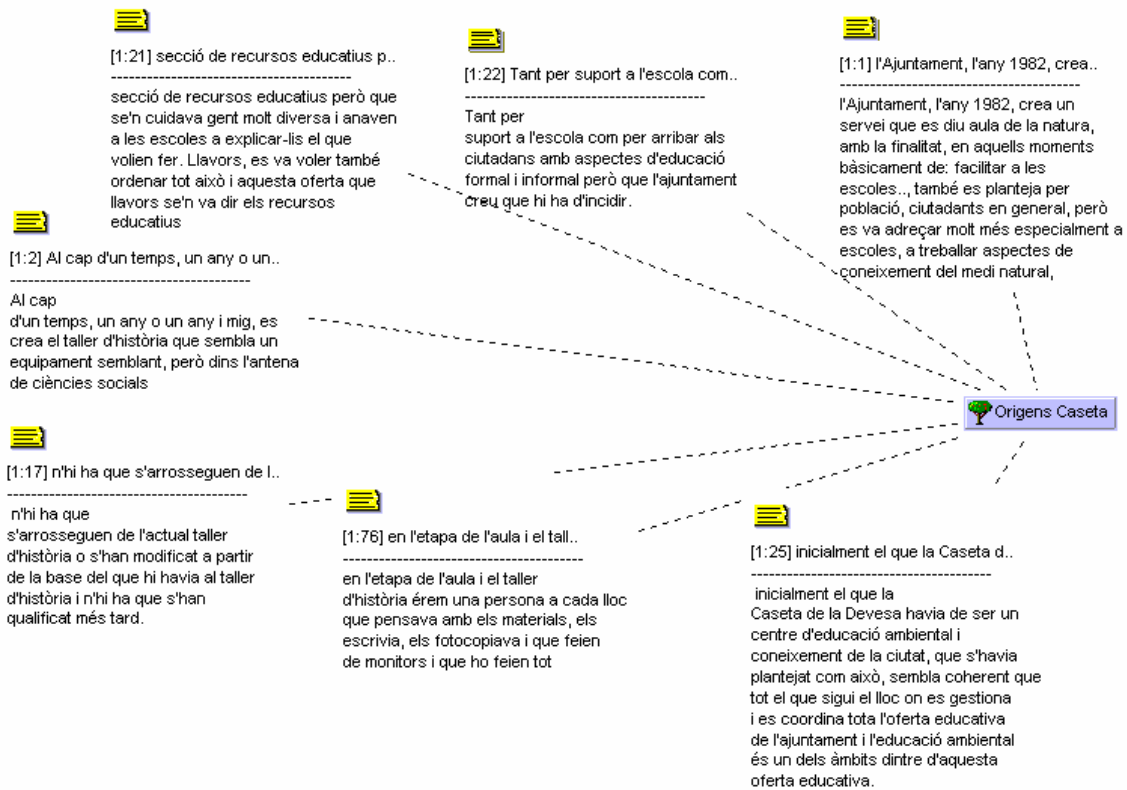 [1:21] secció de recursos educatius p..
----------------------------------------
secció de recursos educatius però que
se'n cuidava gent molt diversa i anaven
a les escoles a explicar-lis el que
volien fer. Llavors, es va voler també
ordenar tot això i aquesta oferta que
llavors se'n va dir els recursos
educatius
[1:22] Tant per suport a l'escola com..
----------------------------------------
Tant per
suport a l'escola com per arribar als
ciutadans amb aspectes d'educació
formal i informal però que l'ajuntament
creu que hi ha d'incidir.
[1:1] l'Ajuntament, l'any 1982, crea..
----------------------------------------
l'Ajuntament, l'any 1982, crea un
servei que es diu aula de la natura,
amb la finalitat, en aquells moments
bàsicament de: facilitar a les
escoles.., també es planteja per
població, ciutadants en general, però
es va adreçar molt més especialment a
escoles, a treballar aspectes de
coneixement del medi natural,
[1:2] Al cap d'un temps, un any o un..
----------------------------------------
Al cap
d'un temps, un any o un any i mig, es
crea el taller d'història que sembla un
equipament semblant, però dins l'antena
de ciències socials
Origens Caseta
[1:17] n'hi ha que s'arrosseguen de l..
----------------------------------------
n'hi ha que
s'arrosseguen de l'actual taller
d'història o s'han modificat a partir
de la base del que hi havia al taller
d'història i n'hi ha que s'han
qualificat més tard.
[1:76] en l'etapa de l'aula i el tall..
----------------------------------------
en l'etapa de l'aula i el taller
d'història érem una persona a cada lloc
que pensava amb els materials, els
escrivia, els fotocopiava i que feien
de monitors i que ho feien tot
[1:25] inicialment el que la Caseta d..
----------------------------------------
inicialment el que la
Caseta de la Devesa havia de ser un
centre d'educació ambiental i
coneixement de la ciutat, que s'havia
plantejat com això, sembla coherent que
tot el que sigui el lloc on es gestiona
i es coordina tota l'oferta educativa
de l'ajuntament i l'educació ambiental
és un dels àmbits dintre d'aquesta
oferta educativa.